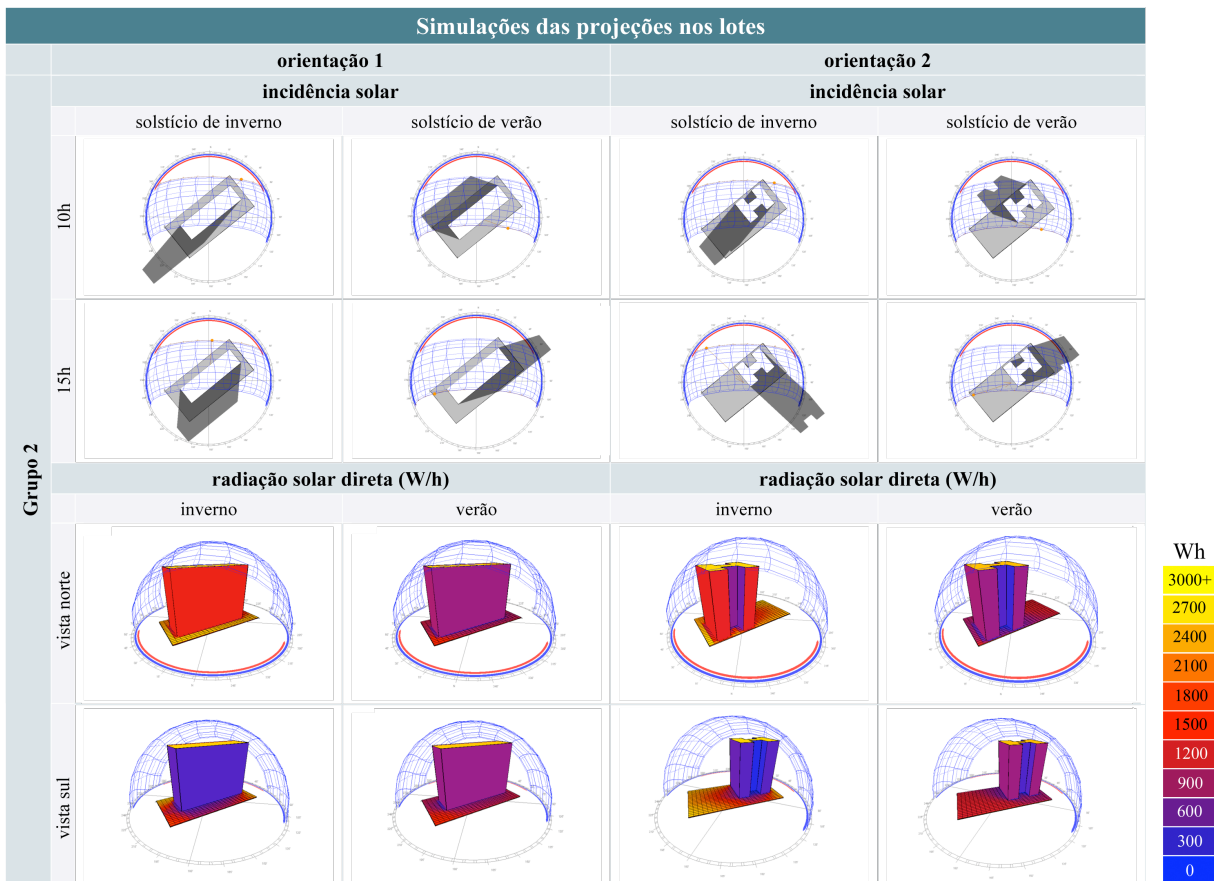 Simulações das projeções nos lotes
orientação 1
orientação 2
Grupo 2
incidência solar
incidência solar
solstício de inverno
solstício de verão
solstício de inverno
solstício de verão
10h
15h
radiação solar direta (W/h)
radiação solar direta (W/h)
inverno
verão
inverno
verão
vista norte
vista sul
Wh
3000+
2700
2400
2100
1800
1500
1200
900
600
300
0